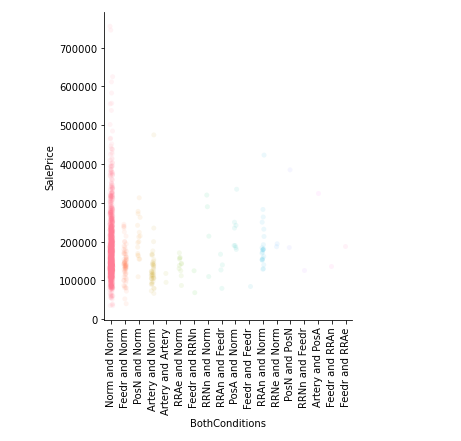 700000
600000
500000
400000
300000
200000
100000
0
SalePrice
Norm and Norm
Feedr and Norm
PosN and Norm
Artery and Norm
Artery and Artery
RRAe and Norm
Feedr and RRNn
RRNn and Norm
RRAn and Feedr
PosA and Norm
Feedr and Feedr
RRAn and Norm
RRNe and Norm
PosN and PosN
RRNn and Feedr
Artery and PosA
Feedr and RRAn
Feedr and RRAe
BothConditions